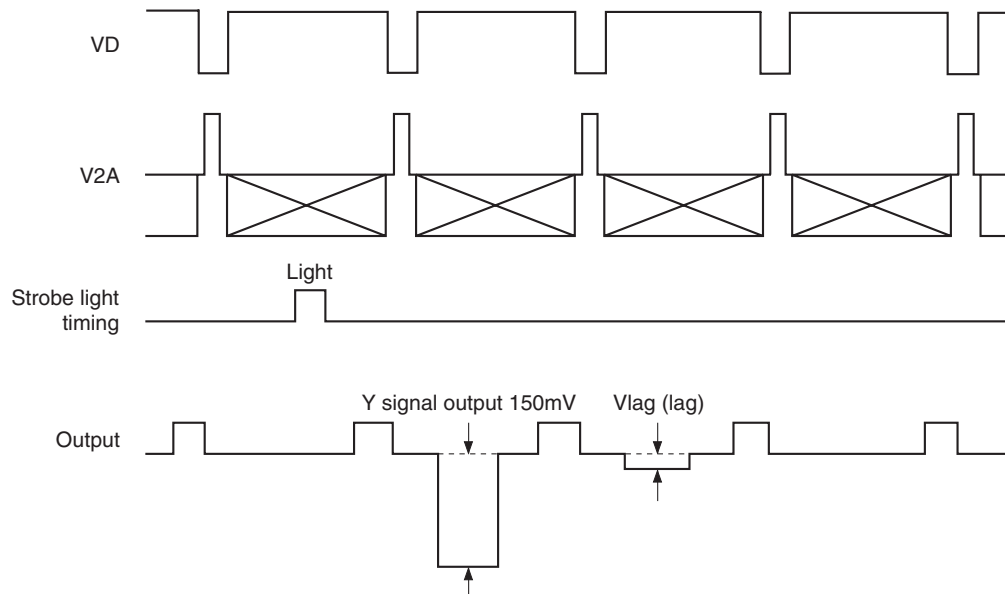 VD
V2A
Light
Strobe light
timing
Y signal output 150mV
Vlag (lag)
Output